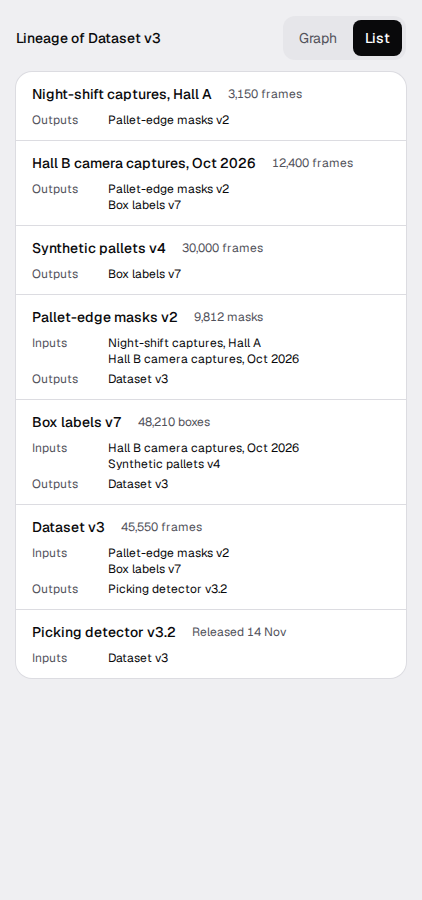 Lineage of Dataset v3
Graph
List
Night-shift captures, Hall A 3,150 frames
Outputs Pallet-edge masks v2
Hall B camera captures, Oct 2026 12,400 frames
Outputs Pallet-edge masks v2
Box labels v7
Synthetic pallets v4 30,000 frames
Outputs Box labels v7
Pallet-edge masks v2 9,812 masks
Inputs Night-shift captures, Hall A
Hall B camera captures, Oct 2026
Outputs Dataset v3
Box labels v7 48,210 boxes
Inputs Hall B camera captures, Oct 2026
Synthetic pallets v4
Outputs Dataset v3
Dataset v3 45,550 frames
Inputs Pallet-edge masks v2
Box labels v7
Outputs Picking detector v3.2
Picking detector v3.2 Released 14 Nov
Inputs Dataset v3